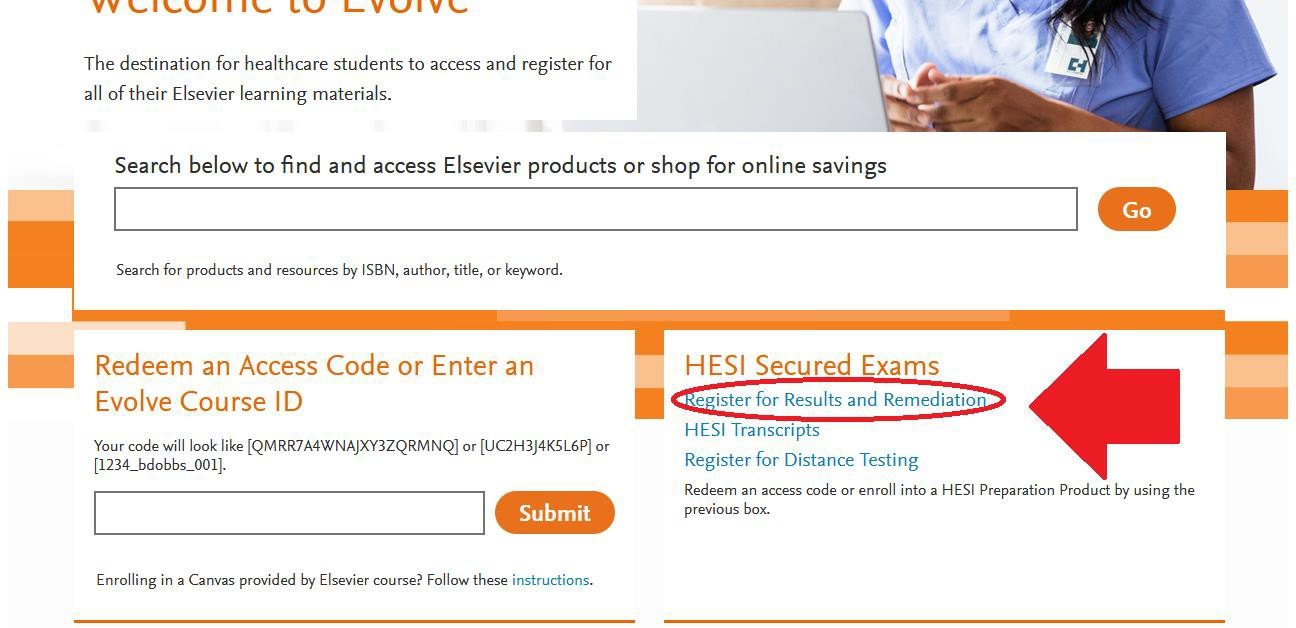 Welcome to Evolve
The destination for healthcare students to access and register for
all of their Elsevier learning materials.
Search below to find and access Elsevier products or shop for online savings
Go
Search for products and resources by ISBN, author, title, or keyword.
Redeem an Access Code or Enter an
Evolve Course ID
Your code will look like [QMRR7A4WNAJXY3ZQRMNQ] or [UC2H3J4K5L6P] or
[1234_bdobbs_001].
Submit
Enrolling in a Canvas provided by Elsevier course? Follow these instructions.
HESI Secured Exams
Register for Results and Remediation
HESI Transcripts
Register for Distance Testing
Redeem an access code or enroll into a HESI Preparation Product by using the
previous box.